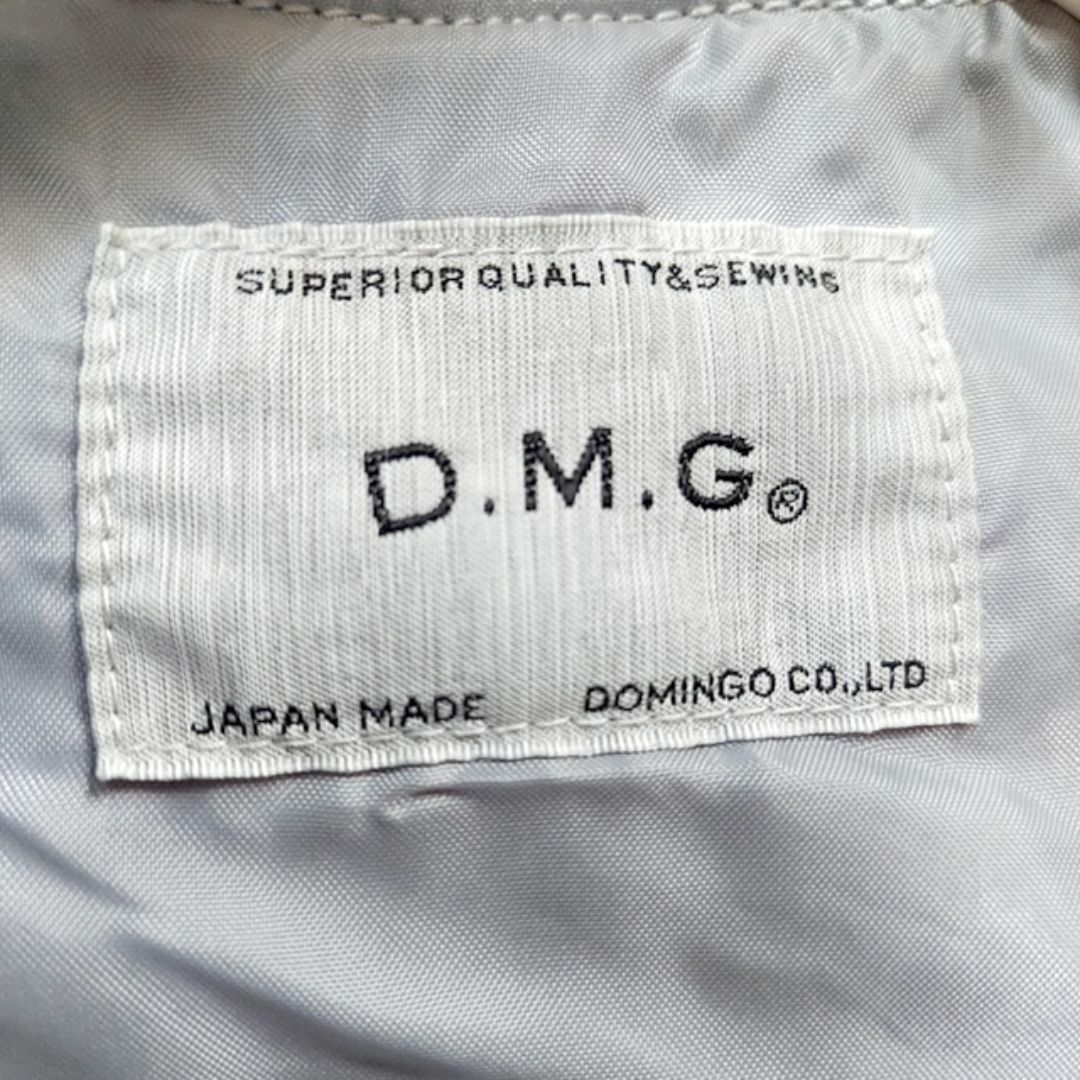 SUPERIOR QUALITY&SEWING
D.M.G®
JAPAN MADE DOMINGO CO.,LTD